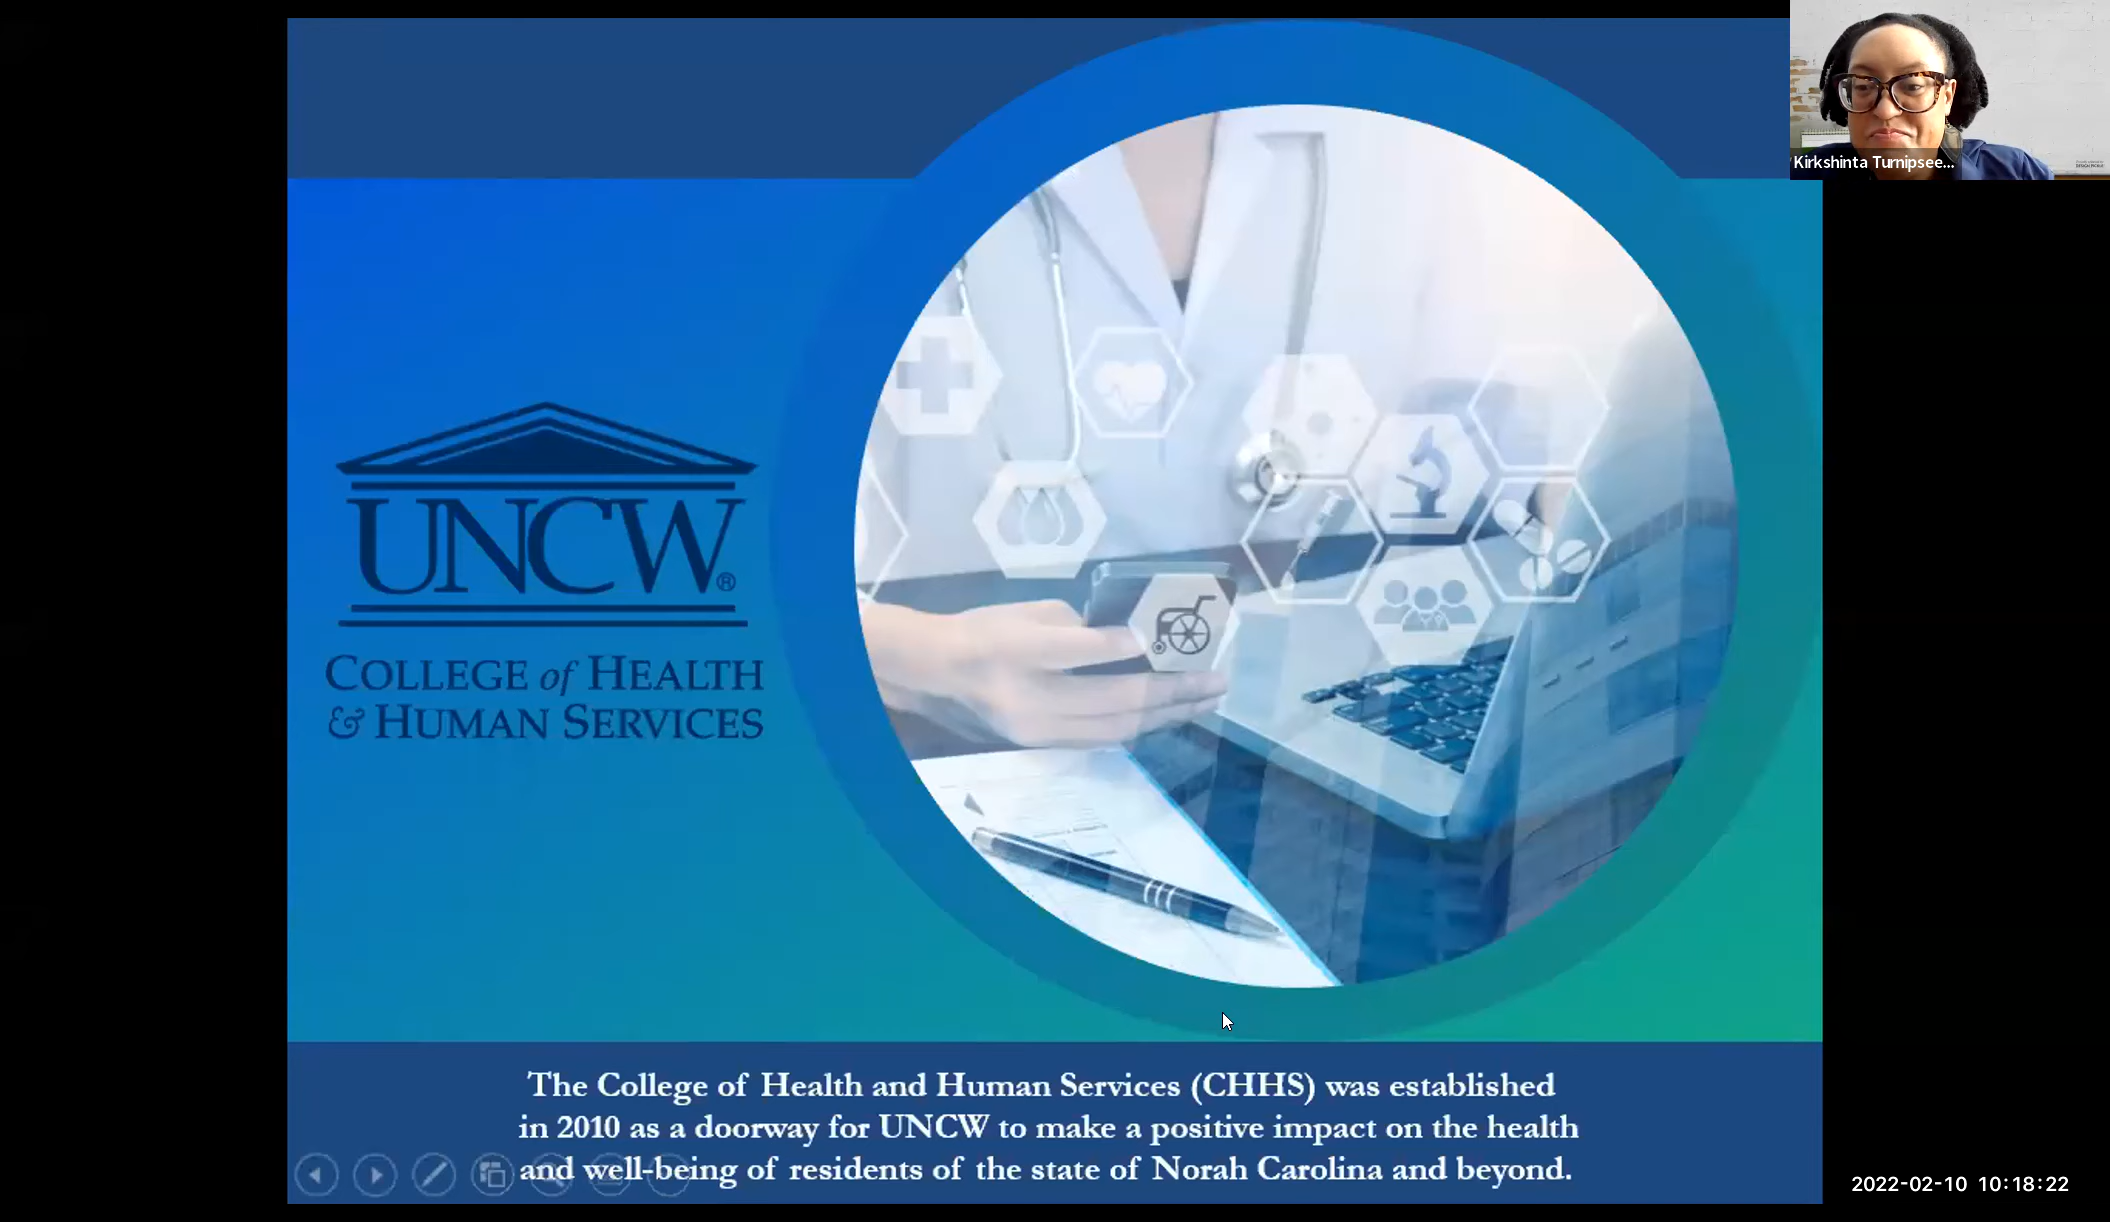 Kirkshinta Turnipsee...
UNCW®
COLLEGE of HEALTH
& HUMAN SERVICES
The College of Health and Human Services (CHHS) was established
in 2010 as a doorway for UNCW to make a positive impact on the health
and well-being of residents of the state of Norah Carolina and beyond.
2022-02-10 10:18:22